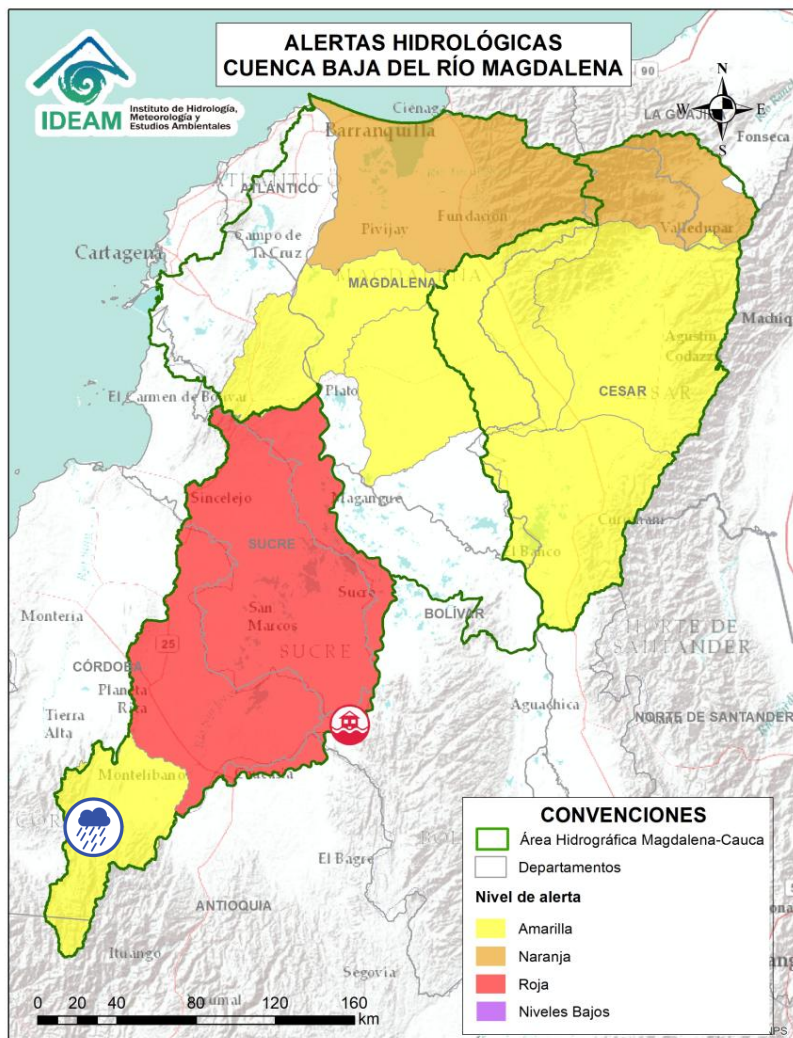 ALERTAS HIDROLÓGICAS
CUENCA BAJA DEL RÍO MAGDALENA
IDEAM
Instituto de Hidrología,
Meteorología y
Estudios Ambientales
90
N
W E
S
Ciénaga
LA GUAJIRA
Barranquilla
Fonseca
ATLÁNTICO
Pivijay
Fundación
Valledupar
Cartagena
Campo de
la Cruz
MAGDALENA
Machiq
Agustín
Codazzi
El Carmen de Bolívar
Plato
CESAR
Sincelejo
Magangue
SUCRE
El Banco
Sucre
San
Marcos
BOLÍVAR
Montería
SUCRE
NORTE DE
SANTANDER
25
CÓRDOBA
Planeta
Rica
Aguachica
Tierra
Alta
NORTE DE SANTANDER
Montelibano
Caucasia
El Bagre
ANTIOQUIA
Ituango
Segovia
CONVENCIONES
Área Hidrográfica Magdalena-Cauca
Departamentos
Nivel de alerta
Amarilla
Naranja
Roja
Niveles Bajos
0 20 40 80 120 160
km